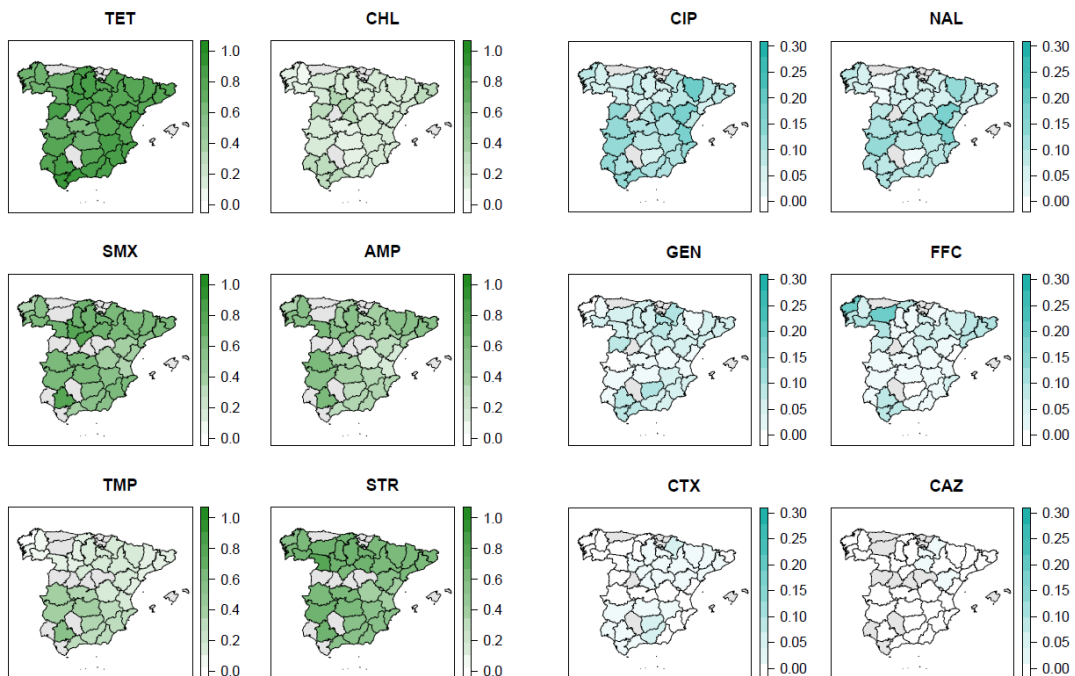 TET CHL CIP NAL
1.0 1.0 0.30 0.30
0.8 0.8 0.25 0.25
0.6 0.6 0.20 0.20
0.4 0.4 0.15 0.15
0.2 0.2 0.10 0.10
0.0 0.0 0.05 0.05
0.00 0.00
SMX AMP GEN FFC
1.0 1.0 0.30 0.30
0.8 0.8 0.25 0.25
0.6 0.6 0.20 0.20
0.4 0.4 0.15 0.15
0.2 0.2 0.10 0.10
0.0 0.0 0.05 0.05
0.00 0.00
TMP STR CTX CAZ
1.0 1.0 0.30 0.30
0.8 0.8 0.25 0.25
0.6 0.6 0.20 0.20
0.4 0.4 0.15 0.15
0.2 0.2 0.10 0.10
0.0 0.0 0.05 0.05
0.00 0.00